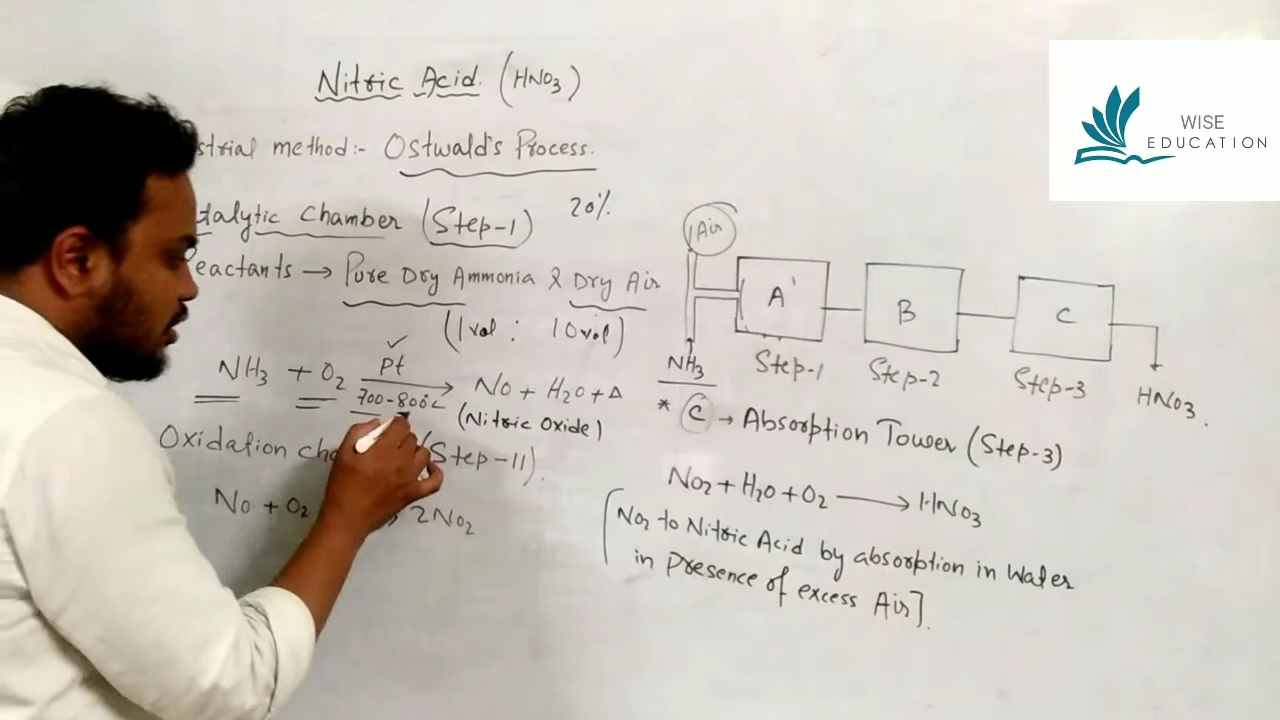 Nitric Acid. (HNO3)
strial method:- Ostwald's Process.
talytic Chamber (Step-1) 20%
Reactants → Pure Dry Ammonia & Dry Air
(1 vol : 10 vol)
✓
Pt
NH3 + O2 → NO + H2O + Δ
700-800°C (Nitric Oxide)
Oxidation (Step-11).
NO + O2 2NO2
Air
A'
B
C
NH3
Step-1
Step-2
Step-3
HNO3.
* C → Absorption Tower (Step-3)
NO2 + H2O + O2 → HNO3
[NO2 to Nitric Acid by absorption in Water
in Presence of excess Air].
WISE
EDUCATION